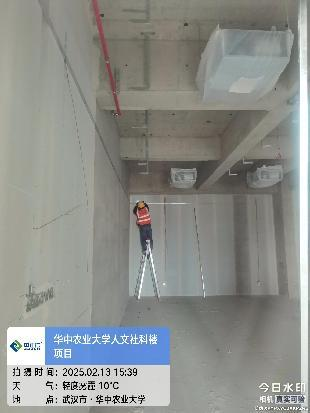 华中农业大学人文社科楼
项目
拍摄时间：2025.02.13 15:39
天　　气：轻度雾霾 10℃
地　　点：武汉市·华中农业大学
今日水印
相机 真实可验